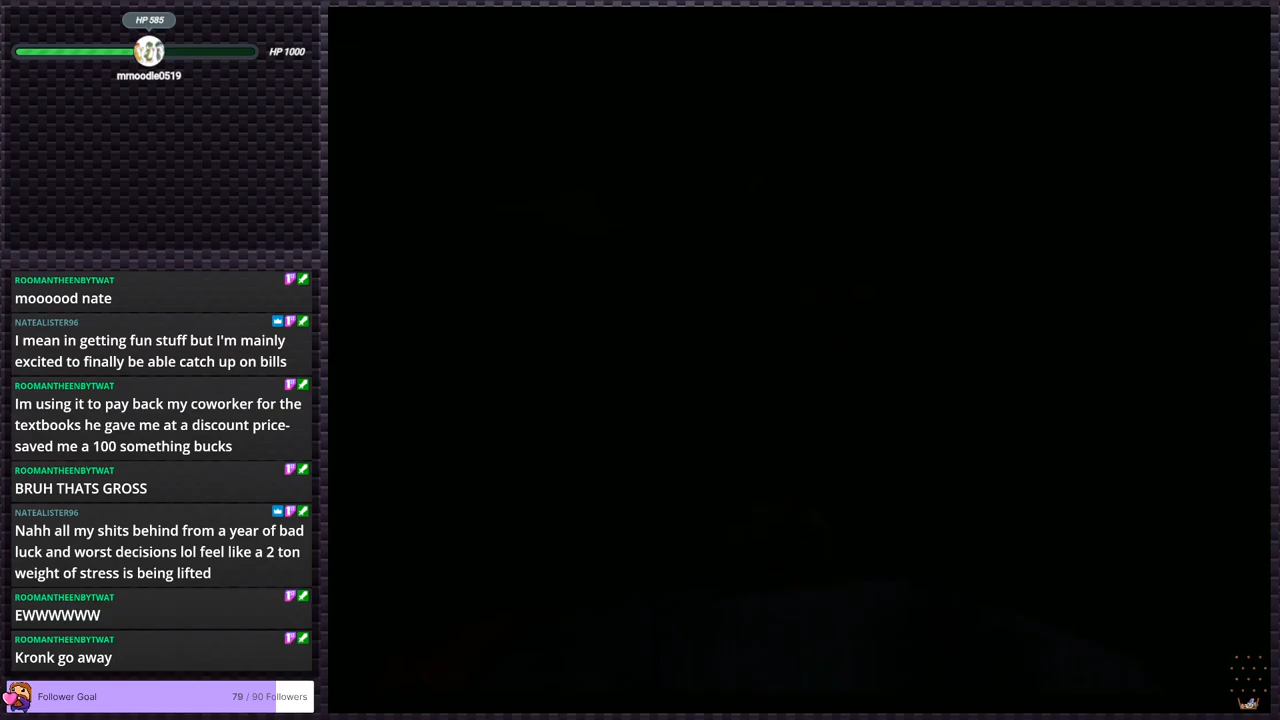 HP 585
HP 1000
mrnoodle0519
ROOMANTHEENBYTWAT
moooood nate
NATEALISTER96
I mean in getting fun stuff but I'm mainly
excited to finally be able catch up on bills
ROOMANTHEENBYTWAT
Im using it to pay back my coworker for the
textbooks he gave me at a discount price-
saved me a 100 something bucks
ROOMANTHEENBYTWAT
BRUH THATS GROSS
NATEALISTER96
Nahh all my shits behind from a year of bad
luck and worst decisions lol feel like a 2 ton
weight of stress is being lifted
ROOMANTHEENBYTWAT
EWWWWWW
ROOMANTHEENBYTWAT
Kronk go away
Follower Goal 79 / 90 Followers